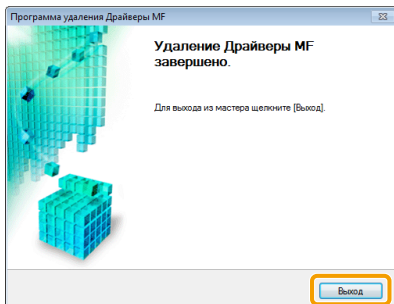 Программа удаления Драйверы MF
Удаление Драйверы MF
завершено.
Для выхода из мастера щелкните [Выход].
Выход